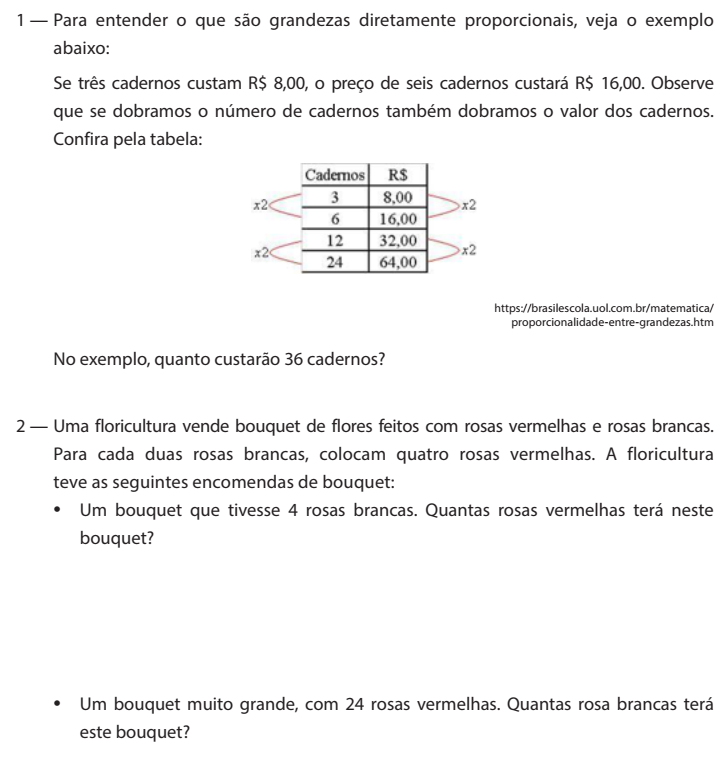 1 — Para entender o que são grandezas diretamente proporcionais, veja o exemplo
abaixo:
Se três cadernos custam R$ 8,00, o preço de seis cadernos custará R$ 16,00. Observe
que se dobramos o número de cadernos também dobramos o valor dos cadernos.
Confira pela tabela:
Cadernos R$
3 8,00
x2 x2
6 16,00
12 32,00
x2 x2
24 64,00
https://brasilescola.uol.com.br/matematica/
proporcionalidade-entre-grandezas.htm
No exemplo, quanto custarão 36 cadernos?
2 — Uma floricultura vende bouquet de flores feitos com rosas vermelhas e rosas brancas.
Para cada duas rosas brancas, colocam quatro rosas vermelhas. A floricultura
teve as seguintes encomendas de bouquet:
• Um bouquet que tivesse 4 rosas brancas. Quantas rosas vermelhas terá neste
bouquet?
• Um bouquet muito grande, com 24 rosas vermelhas. Quantas rosa brancas terá
este bouquet?